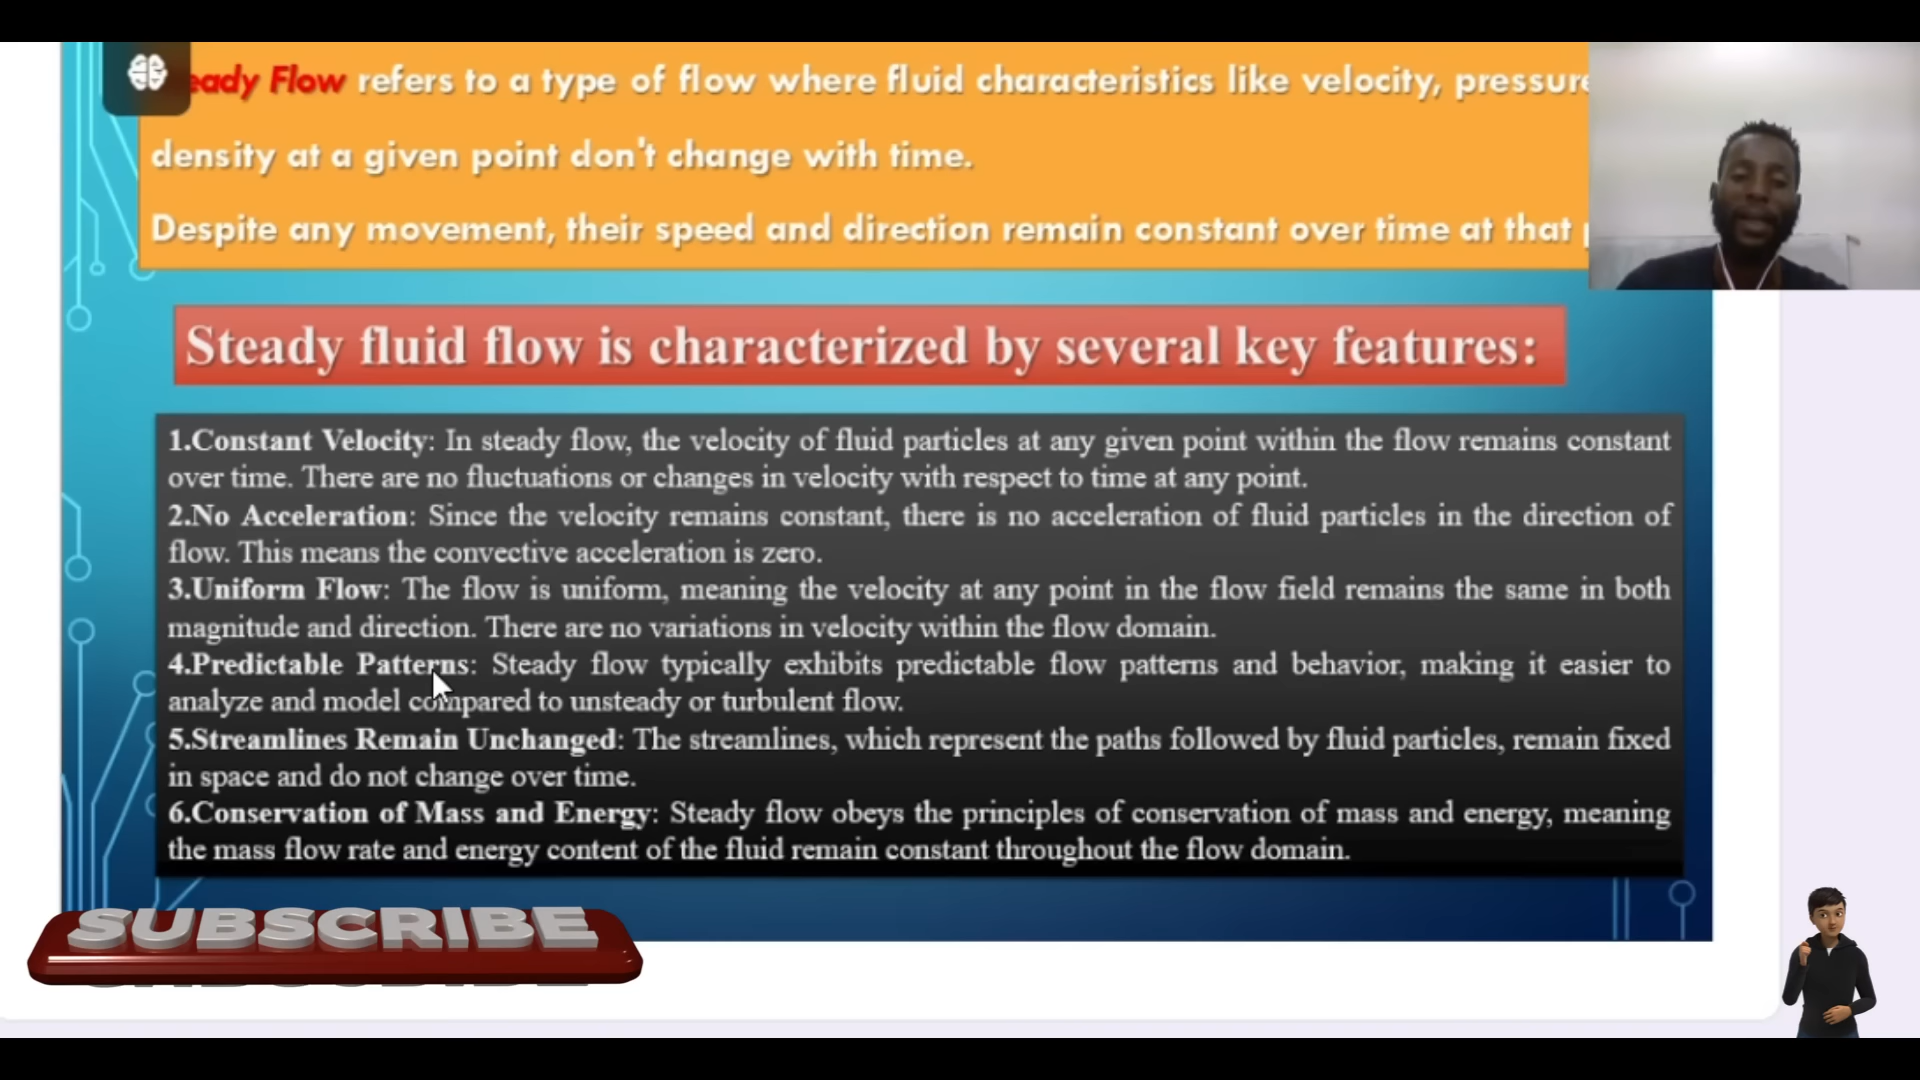 eady Flow refers to a type of flow where fluid characteristics like velocity, pressure
density at a given point don't change with time.
Despite any movement, their speed and direction remain constant over time at that
Steady fluid flow is characterized by several key features:
1.Constant Velocity: In steady flow, the velocity of fluid particles at any given point within the flow remains constant
over time. There are no fluctuations or changes in velocity with respect to time at any point.
2.No Acceleration: Since the velocity remains constant, there is no acceleration of fluid particles in the direction of
flow. This means the convective acceleration is zero.
3.Uniform Flow: The flow is uniform, meaning the velocity at any point in the flow field remains the same in both
magnitude and direction. There are no variations in velocity within the flow domain.
4.Predictable Patterns: Steady flow typically exhibits predictable flow patterns and behavior, making it easier to
analyze and model compared to unsteady or turbulent flow.
5.Streamlines Remain Unchanged: The streamlines, which represent the paths followed by fluid particles, remain fixed
in space and do not change over time.
6.Conservation of Mass and Energy: Steady flow obeys the principles of conservation of mass and energy, meaning
the mass flow rate and energy content of the fluid remain constant throughout the flow domain.
SUBSCRIBE